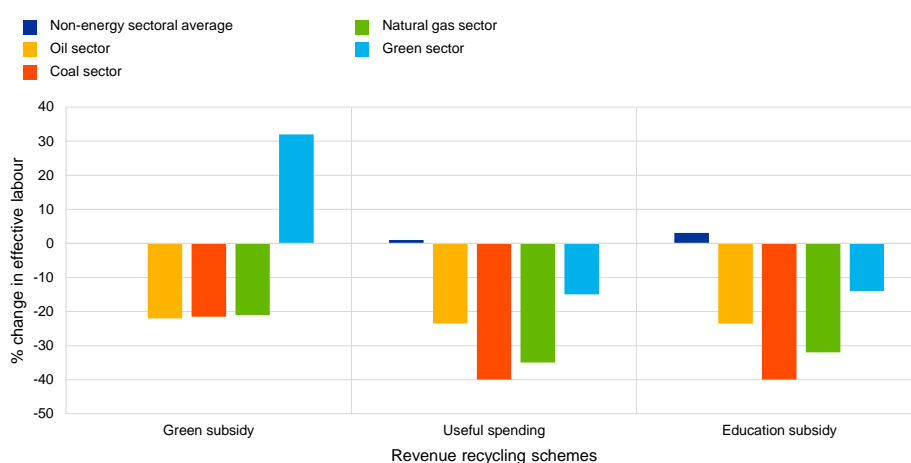 Non-energy sectoral average
Natural gas sector
Oil sector
Green sector
Coal sector
% change in effective labour
40
30
20
10
0
-10
-20
-30
-40
-50
Green subsidy
Useful spending
Education subsidy
Revenue recycling schemes